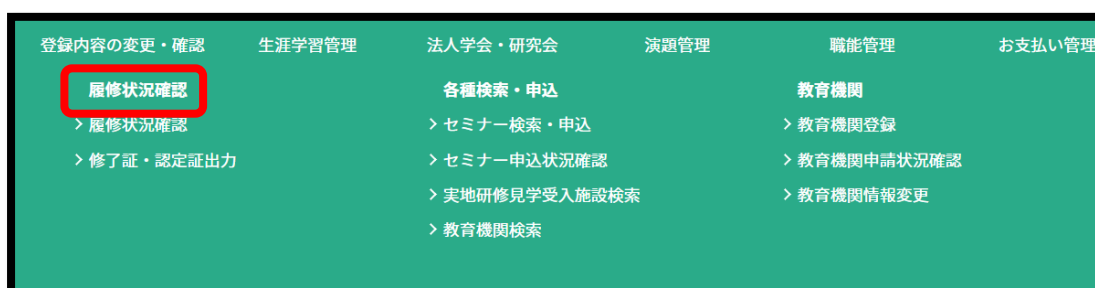 登録内容の変更・確認 生涯学習管理 法人学会・研究会 演題管理 職能管理 お支払い管理
履修状況確認 各種検索・申込 教育機関
> 履修状況確認 > セミナー検索・申込 > 教育機関登録
> 修了証・認定証出力 > セミナー申込状況確認 > 教育機関申請状況確認
> 実地研修見学受入施設検索 > 教育機関情報変更
> 教育機関検索